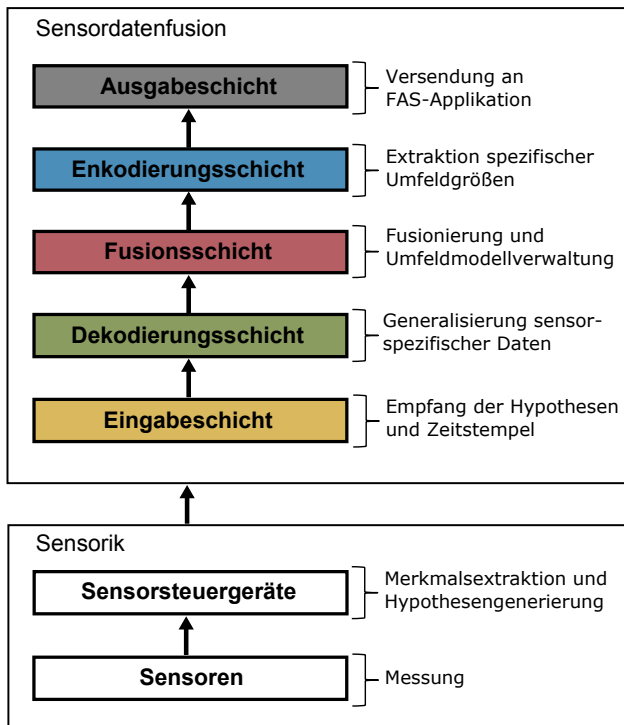 Sensordatenfusion
Ausgabeschicht
Versendung an
FAS-Applikation
Enkodierungsschicht
Extraktion spezifischer
Umfeldgrößen
Fusionsschicht
Fusionierung und
Umfeldmodellverwaltung
Dekodierungsschicht
Generalisierung sensor-
spezifischer Daten
Eingabeschicht
Empfang der Hypothesen
und Zeitstempel
Sensorik
Sensorsteuergeräte
Merkmalsextraktion und
Hypothesengenerierung
Sensoren
Messung